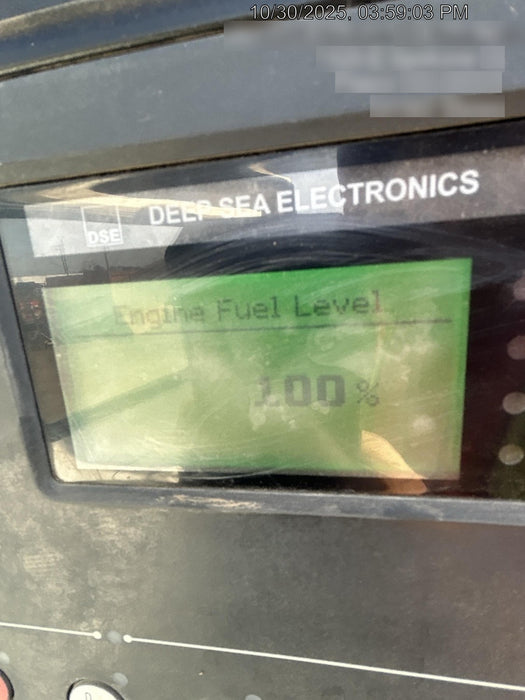 10/30/2025, 03:59:03 PM
DEEP SEA ELECTRONICS
DSE
Engine Fuel Level
100 %